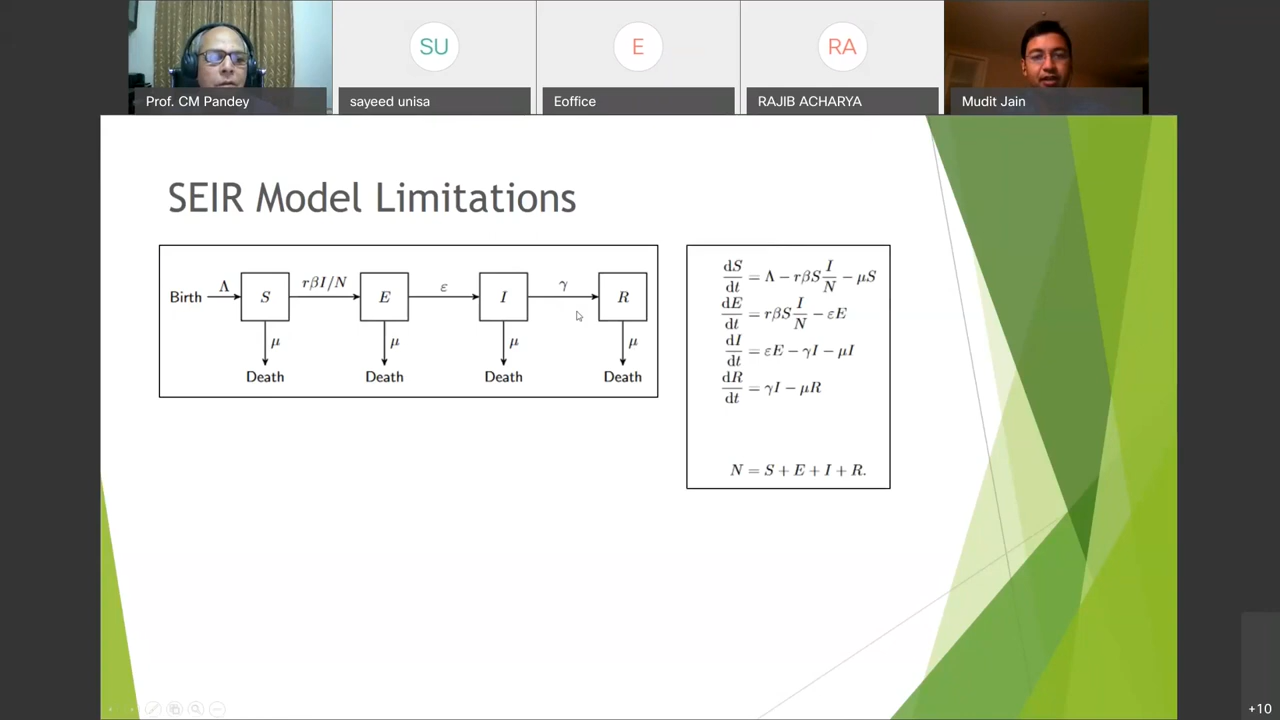 SU
E
RA
Prof. CM Pandey
sayeed unisa
Eoffice
RAJIB ACHARYA
Mudit Jain
SEIR Model Limitations
Birth Λ S rβI/N E ε I γ R
μ μ μ μ
Death Death Death Death
dS/dt = Λ − rβS I/N − μS
dE/dt = rβS I/N − εE
dI/dt = εE − γI − μI
dR/dt = γI − μR
N = S + E + I + R.
+10